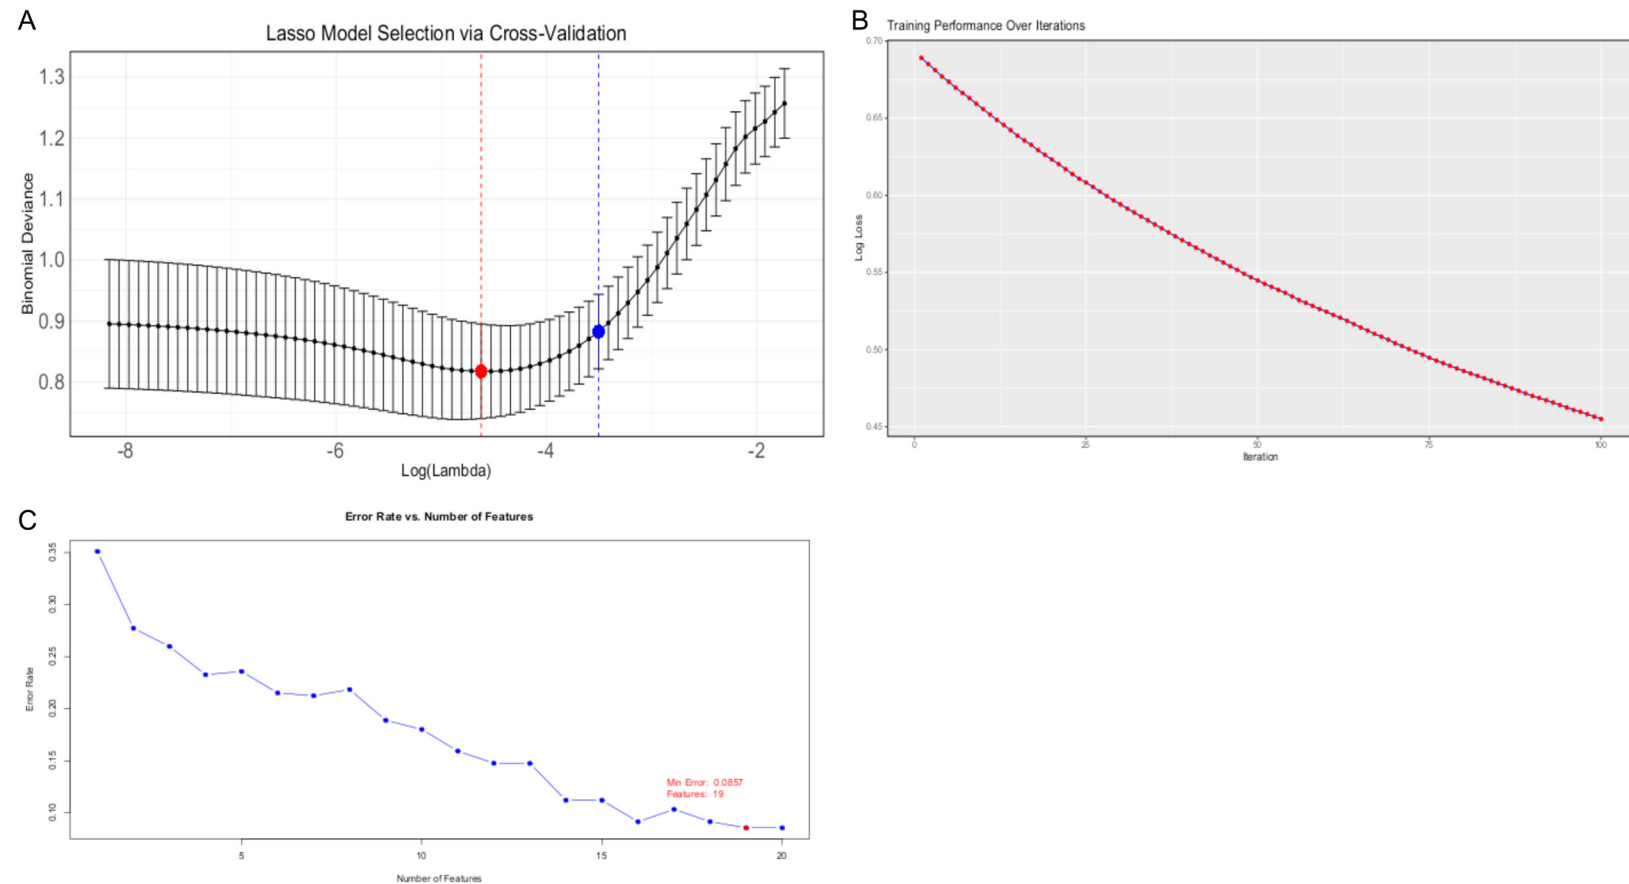 A
Lasso Model Selection via Cross-Validation
Binomial Deviance
1.3
1.2
1.1
1.0
0.9
0.8
-8
-6
-4
-2
Log(Lambda)
B
Training Performance Over Iterations
Log Loss
0.70
0.65
0.60
0.55
0.50
0.45
0
25
50
75
100
Iteration
C
Error Rate vs. Number of Features
Error Rate
0.35
0.30
0.25
0.20
0.15
0.10
Min Error: 0.0857
Features: 19
5
10
15
20
Number of Features